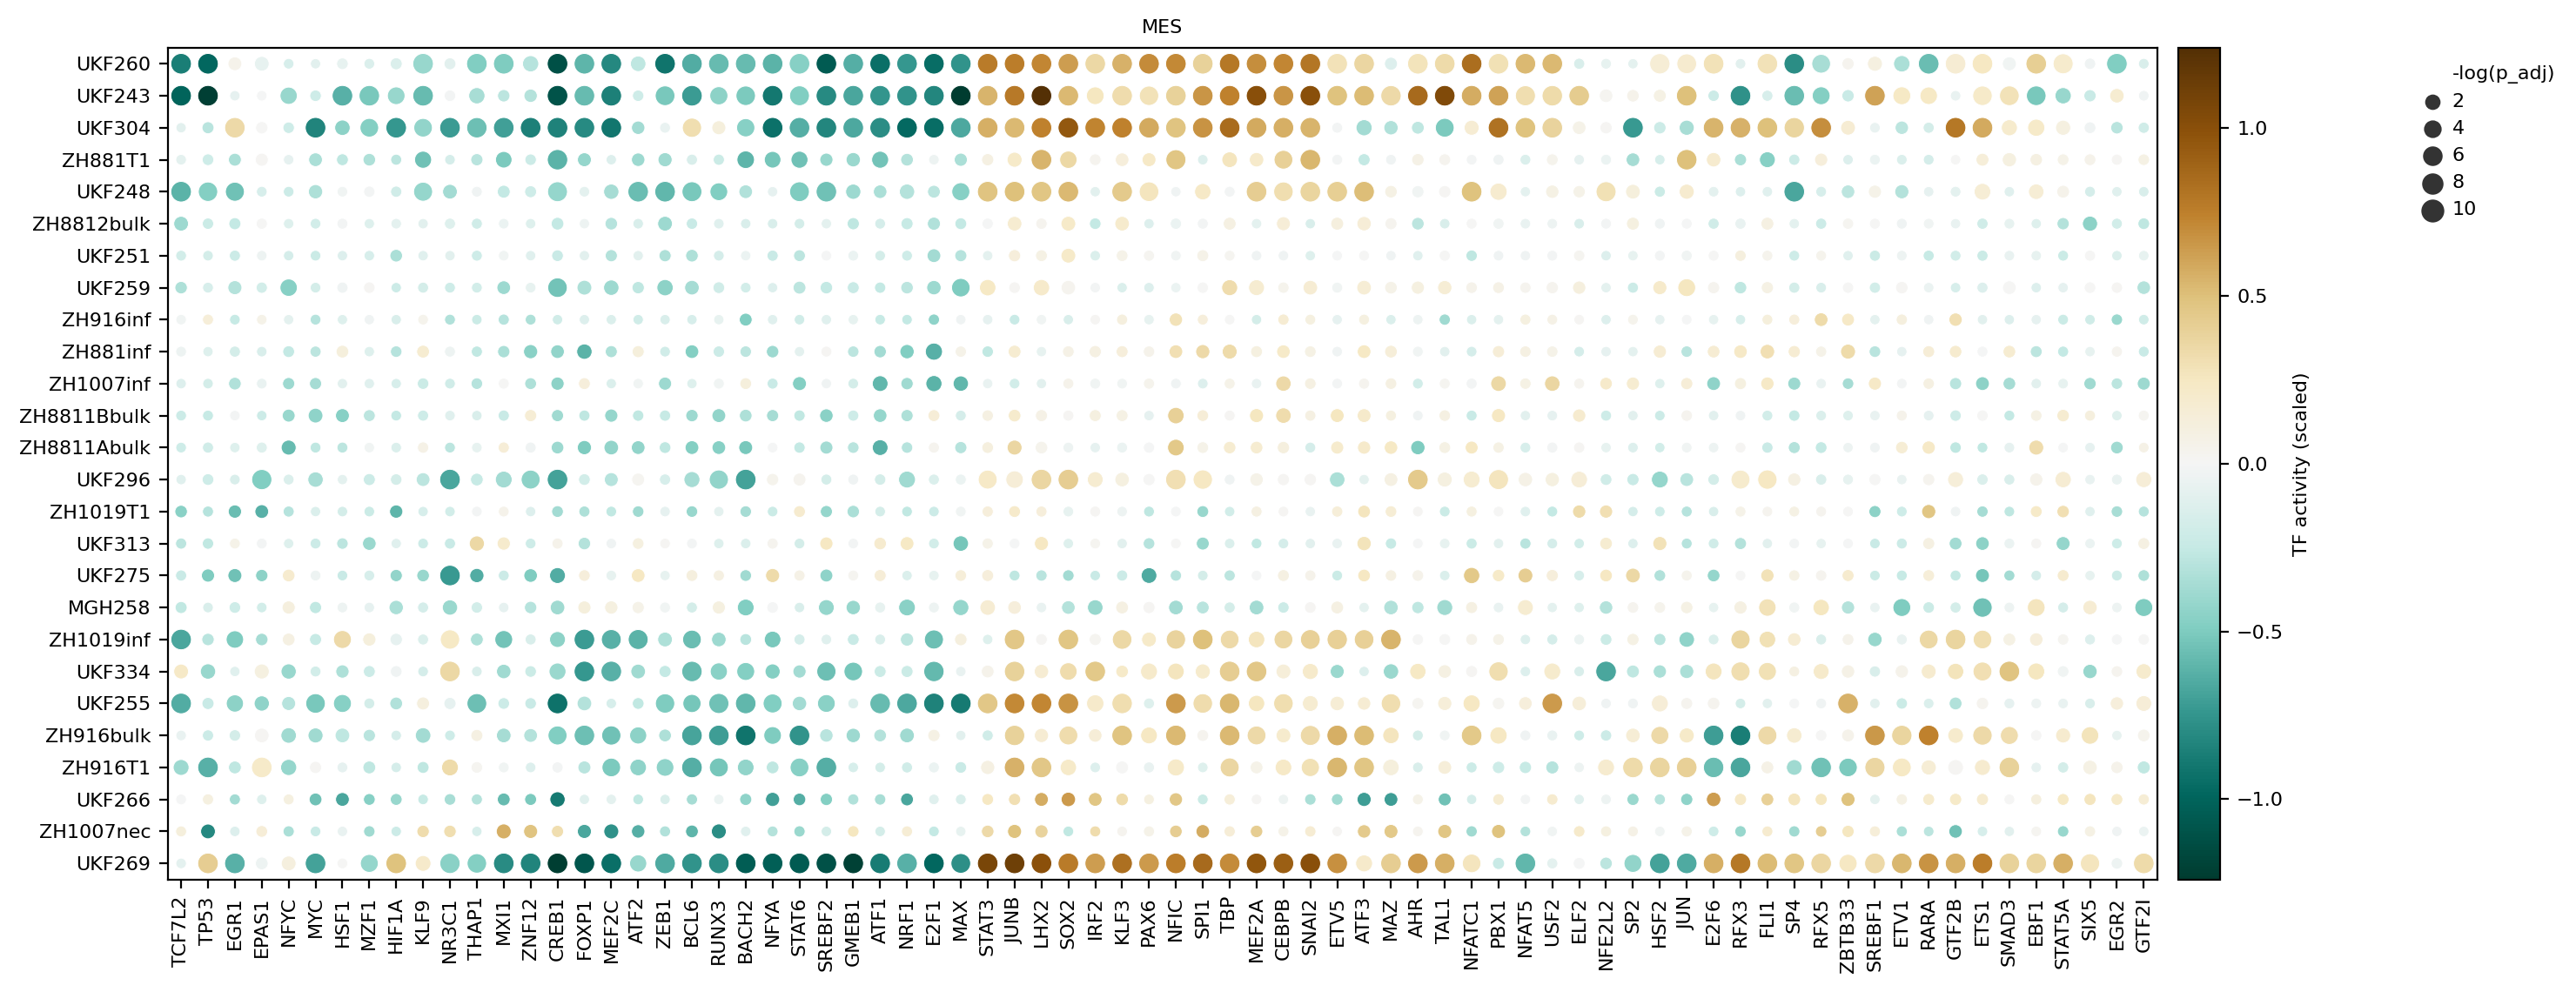 MES
UKF260
UKF243
UKF304
ZH881T1
UKF248
ZH8812bulk
UKF251
UKF259
ZH916inf
ZH881inf
ZH1007inf
ZH8811Bbulk
ZH8811Abulk
UKF296
ZH1019T1
UKF313
UKF275
MGH258
ZH1019inf
UKF334
UKF255
ZH916bulk
ZH916T1
UKF266
ZH1007nec
UKF269
TCF7L2
TP53
EGR1
EPAS1
NFYC
MYC
HSF1
MZF1
HIF1A
KLF9
NR3C1
THAP1
MXI1
ZNF12
CREB1
FOXP1
MEF2C
ATF2
ZEB1
BCL6
RUNX3
BACH2
NFYA
STAT6
SREBF2
GMEB1
ATF1
NRF1
E2F1
MAX
STAT3
JUNB
LHX2
SOX2
IRF2
KLF3
PAX6
NFIC
SPI1
TBP
MEF2A
CEBPB
SNAI2
ETV5
ATF3
MAZ
AHR
TAL1
NFATC1
PBX1
NFAT5
USF2
ELF2
NFE2L2
SP2
HSF2
JUN
E2F6
RFX3
FLI1
SP4
RFX5
ZBTB33
SREBF1
ETV1
RARA
GTF2B
ETS1
SMAD3
EBF1
STAT5A
SIX5
EGR2
GTF2I
1.0
0.5
0.0
−0.5
−1.0
TF activity (scaled)
-log(p_adj)
2
4
6
8
10